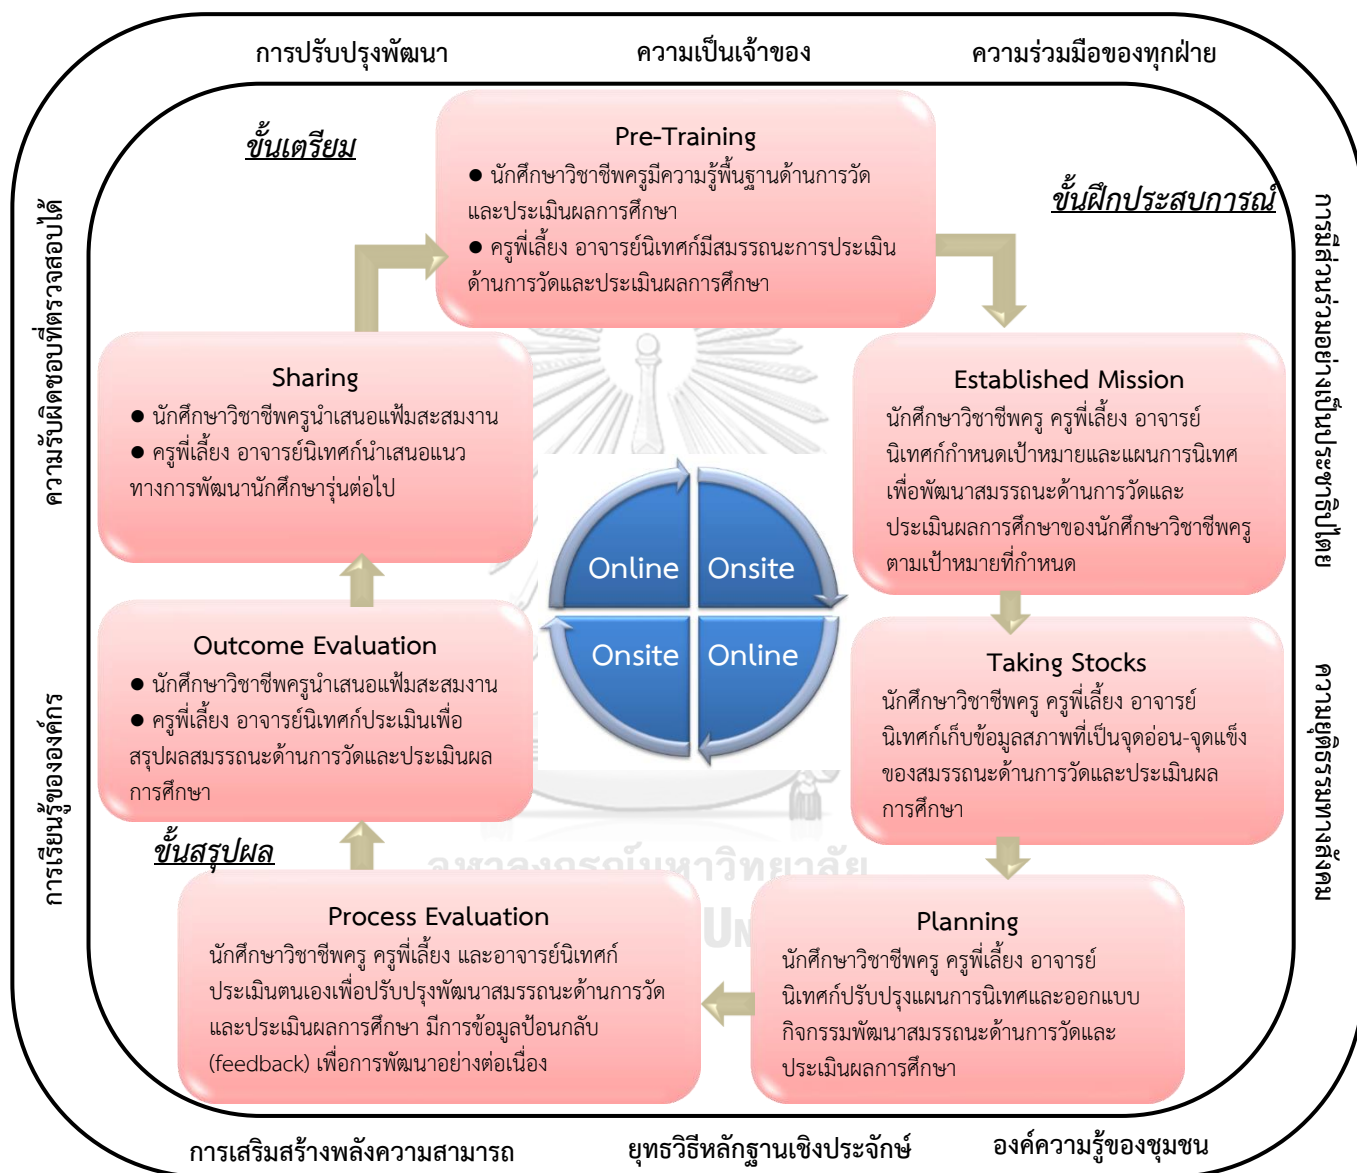 การปรับปรุงพัฒนา
ความเป็นเจ้าของ
ความร่วมมือของทุกฝ่าย
ขั้นเตรียม
Pre-Training
● นักศึกษาวิชาชีพครูมีความรู้พื้นฐานด้านการวัด
และประเมินผลการศึกษา
● ครูพี่เลี้ยง อาจารย์นิเทศก์มีสมรรถนะการประเมิน
ด้านการวัดและประเมินผลการศึกษา
ขั้นฝึกประสบการณ์
ความรับผิดชอบที่ตรวจสอบได้
การมีส่วนร่วมอย่างเป็นประชาธิปไตย
Sharing
● นักศึกษาวิชาชีพครูนำเสนอแฟ้มสะสมงาน
● ครูพี่เลี้ยง อาจารย์นิเทศก์นำเสนอแนว
ทางการพัฒนานักศึกษารุ่นต่อไป
Established Mission
นักศึกษาวิชาชีพครู ครูพี่เลี้ยง อาจารย์
นิเทศก์กำหนดเป้าหมายและแผนการนิเทศ
เพื่อพัฒนาสมรรถนะด้านการวัดและ
ประเมินผลการศึกษาของนักศึกษาวิชาชีพครู
ตามเป้าหมายที่กำหนด
Online
Onsite
Onsite
Online
Outcome Evaluation
● นักศึกษาวิชาชีพครูนำเสนอแฟ้มสะสมงาน
● ครูพี่เลี้ยง อาจารย์นิเทศก์ประเมินเพื่อ
สรุปผลสมรรถนะด้านการวัดและประเมินผล
การศึกษา
Taking Stocks
นักศึกษาวิชาชีพครู ครูพี่เลี้ยง อาจารย์
นิเทศก์เก็บข้อมูลสภาพที่เป็นจุดอ่อน-จุดแข็ง
ของสมรรถนะด้านการวัดและประเมินผล
การศึกษา
การเรียนรู้ขององค์กร
ความยุติธรรมทางสังคม
ขั้นสรุปผล
จุฬาลงกรณ์มหาวิทยาลัย
Process Evaluation
นักศึกษาวิชาชีพครู ครูพี่เลี้ยง และอาจารย์นิเทศก์
ประเมินตนเองเพื่อปรับปรุงพัฒนาสมรรถนะด้านการวัด
และประเมินผลการศึกษา มีการข้อมูลป้อนกลับ
(feedback) เพื่อการพัฒนาอย่างต่อเนื่อง
Planning
นักศึกษาวิชาชีพครู ครูพี่เลี้ยง อาจารย์
นิเทศก์ปรับปรุงแผนการนิเทศและออกแบบ
กิจกรรมพัฒนาสมรรถนะด้านการวัดและ
ประเมินผลการศึกษา
การเสริมสร้างพลังความสามารถ
ยุทธวิธีหลักฐานเชิงประจักษ์
องค์ความรู้ของชุมชน